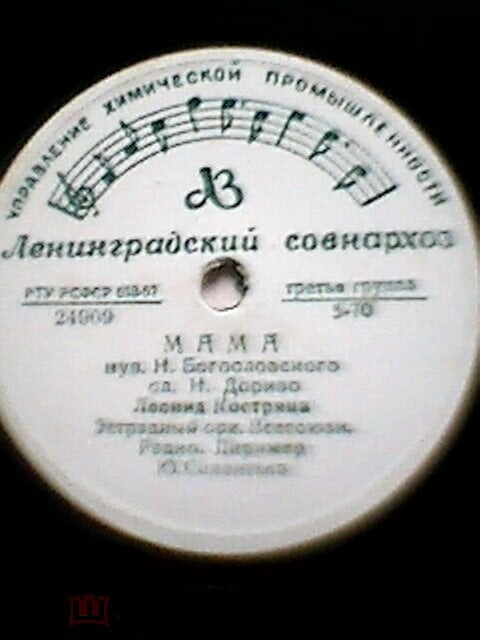 УПРАВЛЕНИЕ ХИМИЧЕСКОЙ ПРОМЫШЛЕННОСТИ
ЛЗ
Ленинградский совнархоз
РТУ РСФСР 613-57
третья группа
24909
5-70
МАМА
муз. Н. Богословского
сл. Н. Доризо
Леонид Кострица
Эстрадный орк. Всесоюзн.
Радио. Дирижер
Ю.